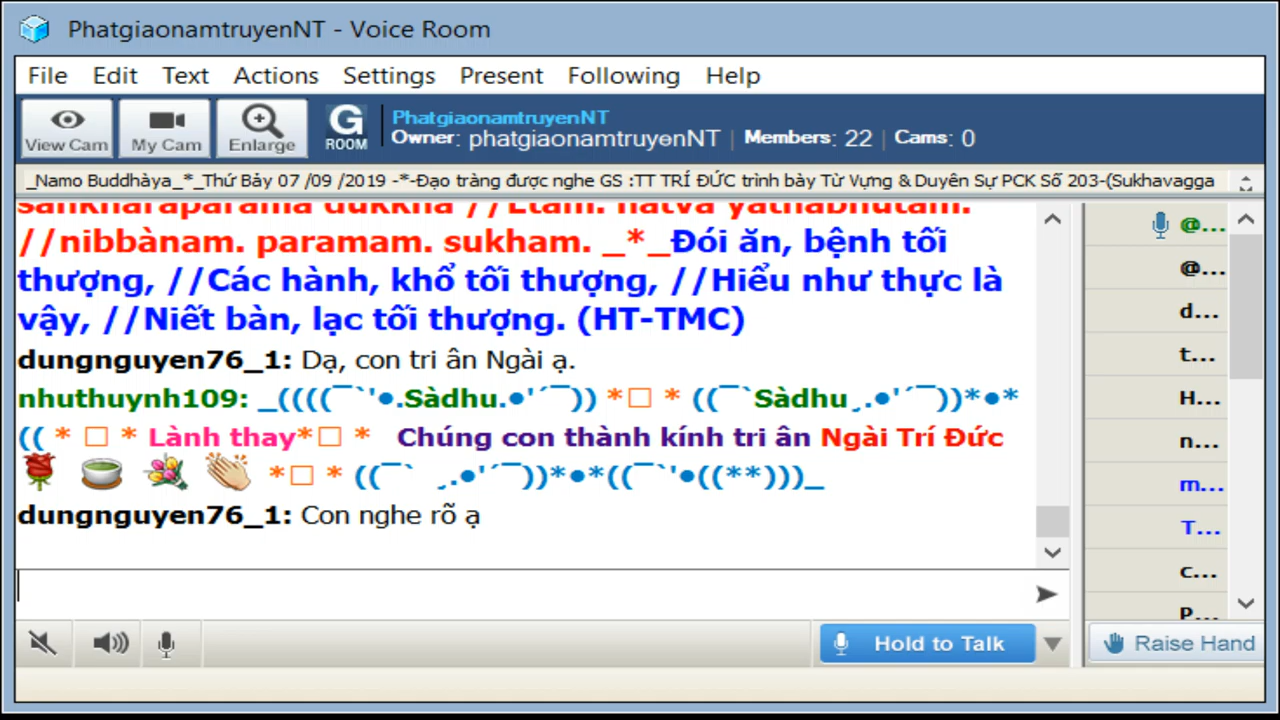 PhatgiaonamtruyenNT - Voice Room
File Edit Text Actions Settings Present Following Help
View Cam My Cam Enlarge G ROOM
PhatgiaonamtruyenNT
Owner: phatgiaonamtruyenNT | Members: 22 | Cams: 0
_Namo Buddhàya_*_Thứ Bảy 07 /09 /2019 -*-Đạo tràng được nghe GS :TT TRÍ ĐỨC trình bày Từ Vựng & Duyên Sự PCK Số 203-(Sukhavagga
sankhàraparamà dukkhà //Etam. natvà yathàbhùtam.
//nibbànam. paramam. sukham. _*_Đói ăn, bệnh tối
thượng, //Các hành, khổ tối thượng, //Hiểu như thực là
vậy, //Niết bàn, lạc tối thượng. (HT-TMC)
dungnguyen76_1: Dạ, con tri ân Ngài ạ.
nhuthuynh109: _((((¯`'●.Sàdhu.●'´¯)) *□ * ((¯`Sàdhu¸.●'´¯))*●*
(( * □ * Lành thay*□ * Chúng con thành kính tri ân Ngài Trí Đức
🌹 🍵 💐 👏 *□ * ((¯` ¸.●'´¯))*●*((¯`'●((**)))_
dungnguyen76_1: Con nghe rõ ạ
@...
@...
d...
t...
H...
n...
m...
T...
c...
P...
Hold to Talk
Raise Hand